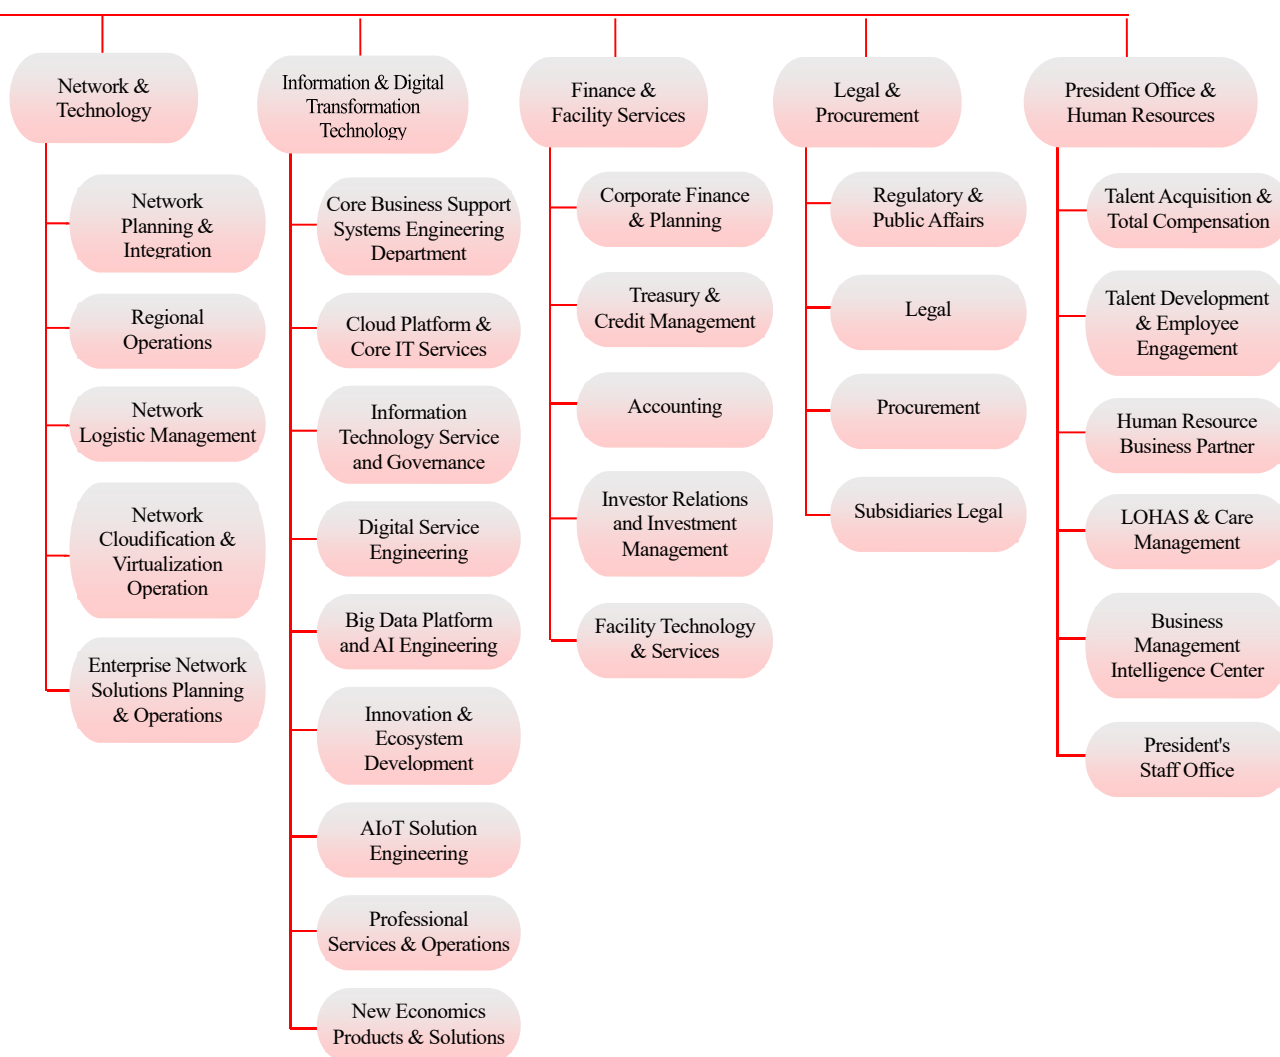 Network &
Technology
Network
Planning &
Integration
Regional
Operations
Network
Logistic Management
Network
Cloudification &
Virtualization
Operation
Enterprise Network
Solutions Planning
& Operations
Information & Digital
Transformation
Technology
Core Business Support
Systems Engineering
Department
Cloud Platform &
Core IT Services
Information
Technology Service
and Governance
Digital Service
Engineering
Big Data Platform
and AI Engineering
Innovation &
Ecosystem
Development
AIoT Solution
Engineering
Professional
Services & Operations
New Economics
Products & Solutions
Finance &
Facility Services
Corporate Finance
& Planning
Treasury &
Credit Management
Accounting
Investor Relations
and Investment
Management
Facility Technology
& Services
Legal &
Procurement
Regulatory &
Public Affairs
Legal
Procurement
Subsidiaries Legal
President Office &
Human Resources
Talent Acquisition &
Total Compensation
Talent Development
& Employee
Engagement
Human Resource
Business Partner
LOHAS & Care
Management
Business
Management
Intelligence Center
President's
Staff Office